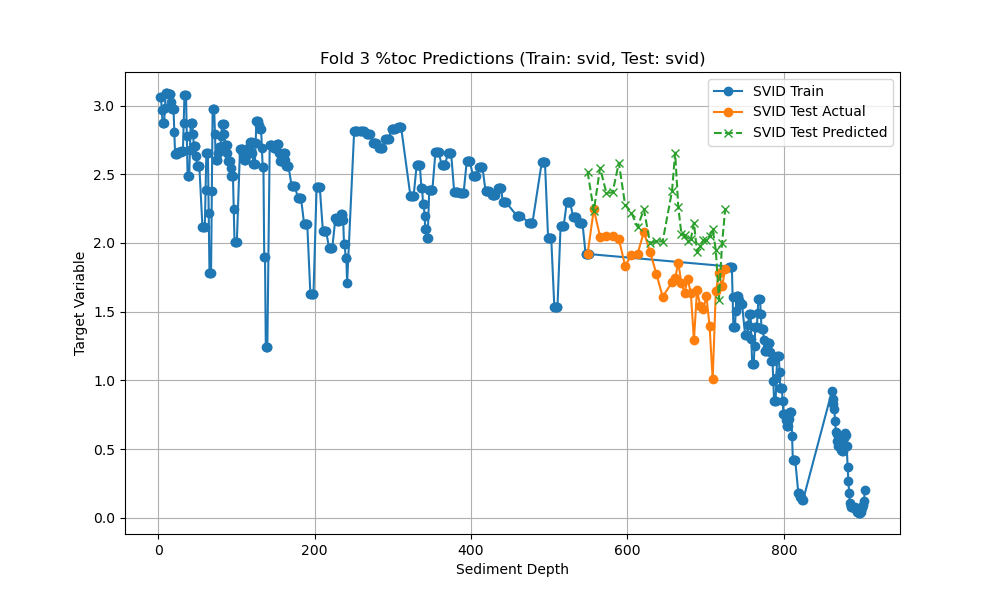 Fold 3 %toc Predictions (Train: svid, Test: svid)
SVID Train
SVID Test Actual
SVID Test Predicted
Target Variable
3.0
2.5
2.0
1.5
1.0
0.5
0.0
0
200
400
600
800
Sediment Depth